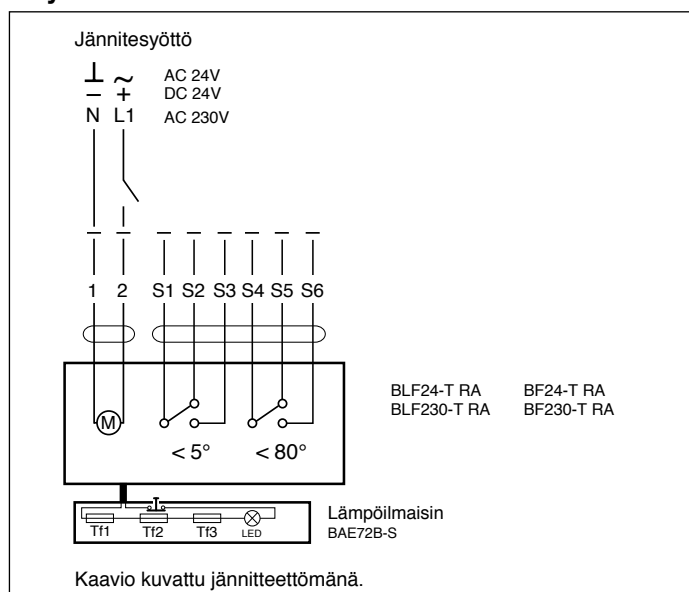 Jännitesyöttö
⊥ ~ AC 24V
− + DC 24V
N L1 AC 230V
1 2 S1 S2 S3 S4 S5 S6
M
< 5° < 80°
BLF24-T RA BF24-T RA
BLF230-T RA BF230-T RA
Tf1 Tf2 Tf3 LED
Lämpöilmaisin
BAE72B-S
Kaavio kuvattu jännitteettömänä.